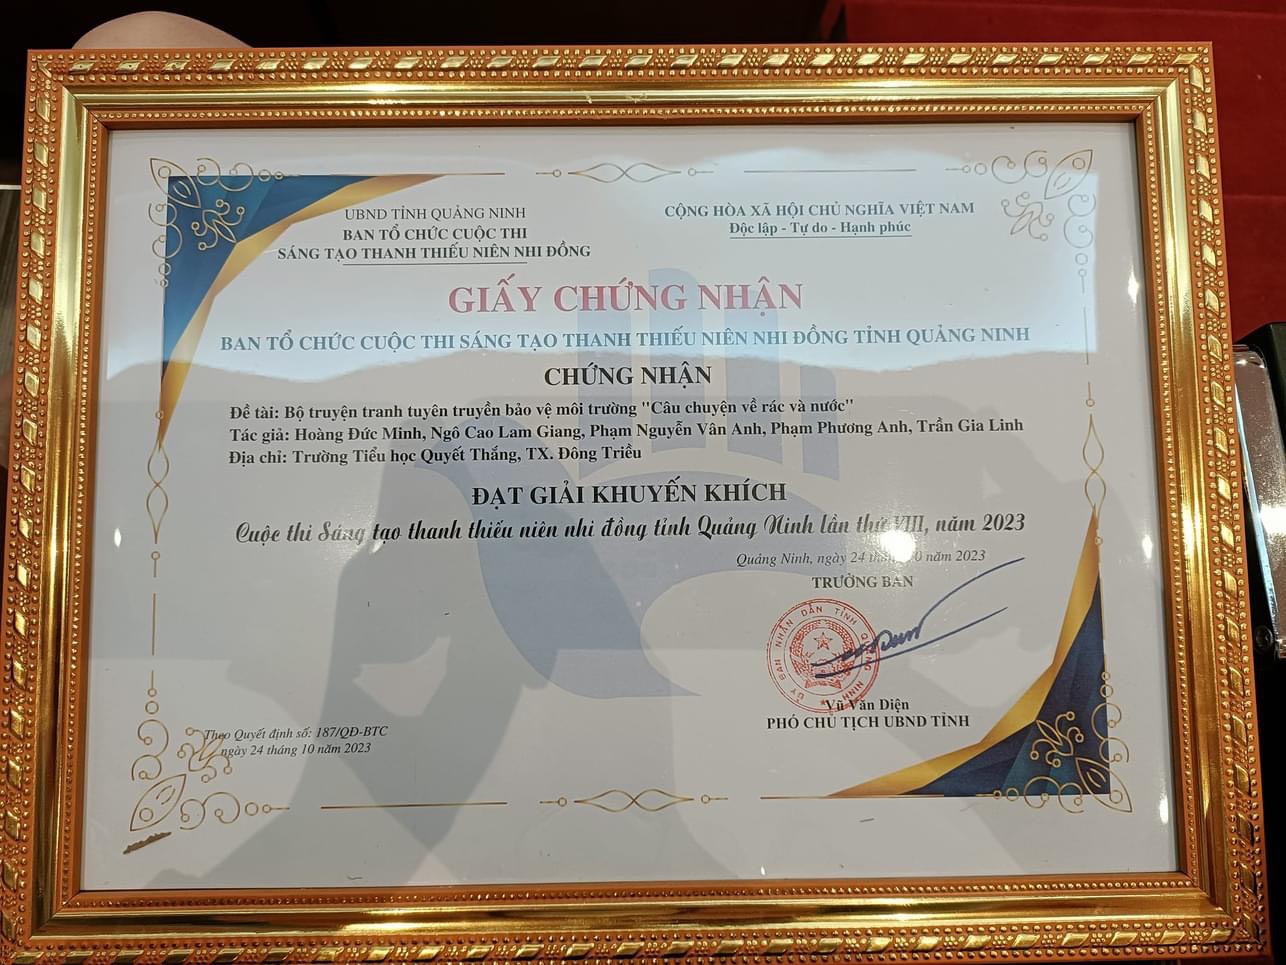 UBND TỈNH QUẢNG NINH
BAN TỔ CHỨC CUỘC THI
SÁNG TẠO THANH THIẾU NIÊN NHI ĐỒNG
CỘNG HÒA XÃ HỘI CHỦ NGHĨA VIỆT NAM
Độc lập - Tự do - Hạnh phúc
GIẤY CHỨNG NHẬN
BAN TỔ CHỨC CUỘC THI SÁNG TẠO THANH THIẾU NIÊN NHI ĐỒNG TỈNH QUẢNG NINH
CHỨNG NHẬN
Đề tài: Bộ truyện tranh tuyên truyền bảo vệ môi trường "Câu chuyện về rác và nước"
Tác giả: Hoàng Đức Minh, Ngô Cao Lam Giang, Phạm Nguyễn Vân Anh, Phạm Phương Anh, Trần Gia Linh
Địa chỉ: Trường Tiểu học Quyết Thắng, TX. Đông Triều
ĐẠT GIẢI KHUYẾN KHÍCH
Cuộc thi Sáng tạo thanh thiếu niên nhi đồng tỉnh Quảng Ninh lần thứ VIII, năm 2023
Quảng Ninh, ngày 24 tháng 10 năm 2023
TRƯỞNG BAN
ỦY BAN NHÂN DÂN TỈNH QUẢNG NINH
Vũ Văn Diện
PHÓ CHỦ TỊCH UBND TỈNH
Theo Quyết định số: 187/QĐ-BTC
ngày 24 tháng 10 năm 2023